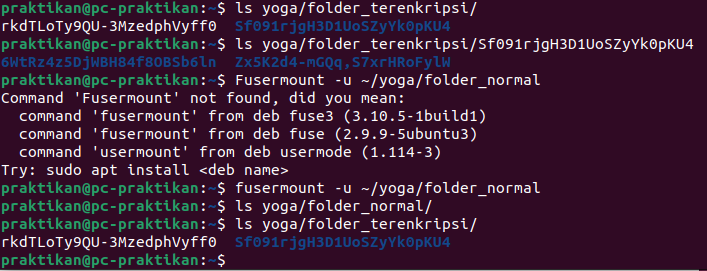 praktikan@pc-praktikan:~$ ls yoga/folder_terenkripsi/
rkdTLoTy9QU-3MzedphVyff0  Sf091rjgH3D1UoSZyYk0pKU4
praktikan@pc-praktikan:~$ ls yoga/folder_terenkripsi/Sf091rjgH3D1UoSZyYk0pKU4
6WtRz4z5DjWBH84f8OBSb6ln  Zx5K2d4-mGQq,S7xrHRoFylW
praktikan@pc-praktikan:~$ Fusermount -u ~/yoga/folder_normal
Command 'Fusermount' not found, did you mean:
  command 'fusermount' from deb fuse3 (3.10.5-1build1)
  command 'fusermount' from deb fuse (2.9.9-5ubuntu3)
  command 'usermount' from deb usermode (1.114-3)
Try: sudo apt install <deb name>
praktikan@pc-praktikan:~$ fusermount -u ~/yoga/folder_normal
praktikan@pc-praktikan:~$ ls yoga/folder_normal/
praktikan@pc-praktikan:~$ ls yoga/folder_terenkripsi/
rkdTLoTy9QU-3MzedphVyff0  Sf091rjgH3D1UoSZyYk0pKU4
praktikan@pc-praktikan:~$